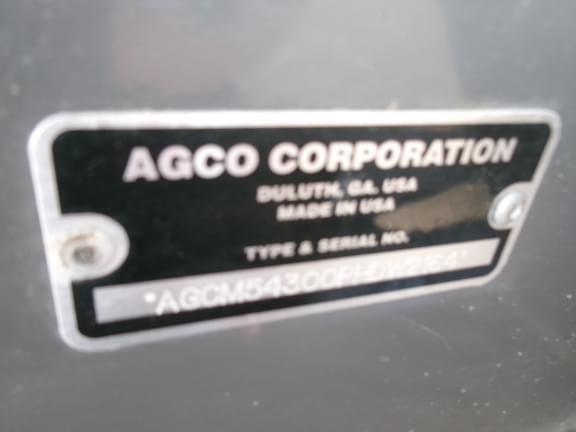 AGCO CORPORATION
DULUTH, GA. USA
MADE IN USA
TYPE & SERIAL NO.